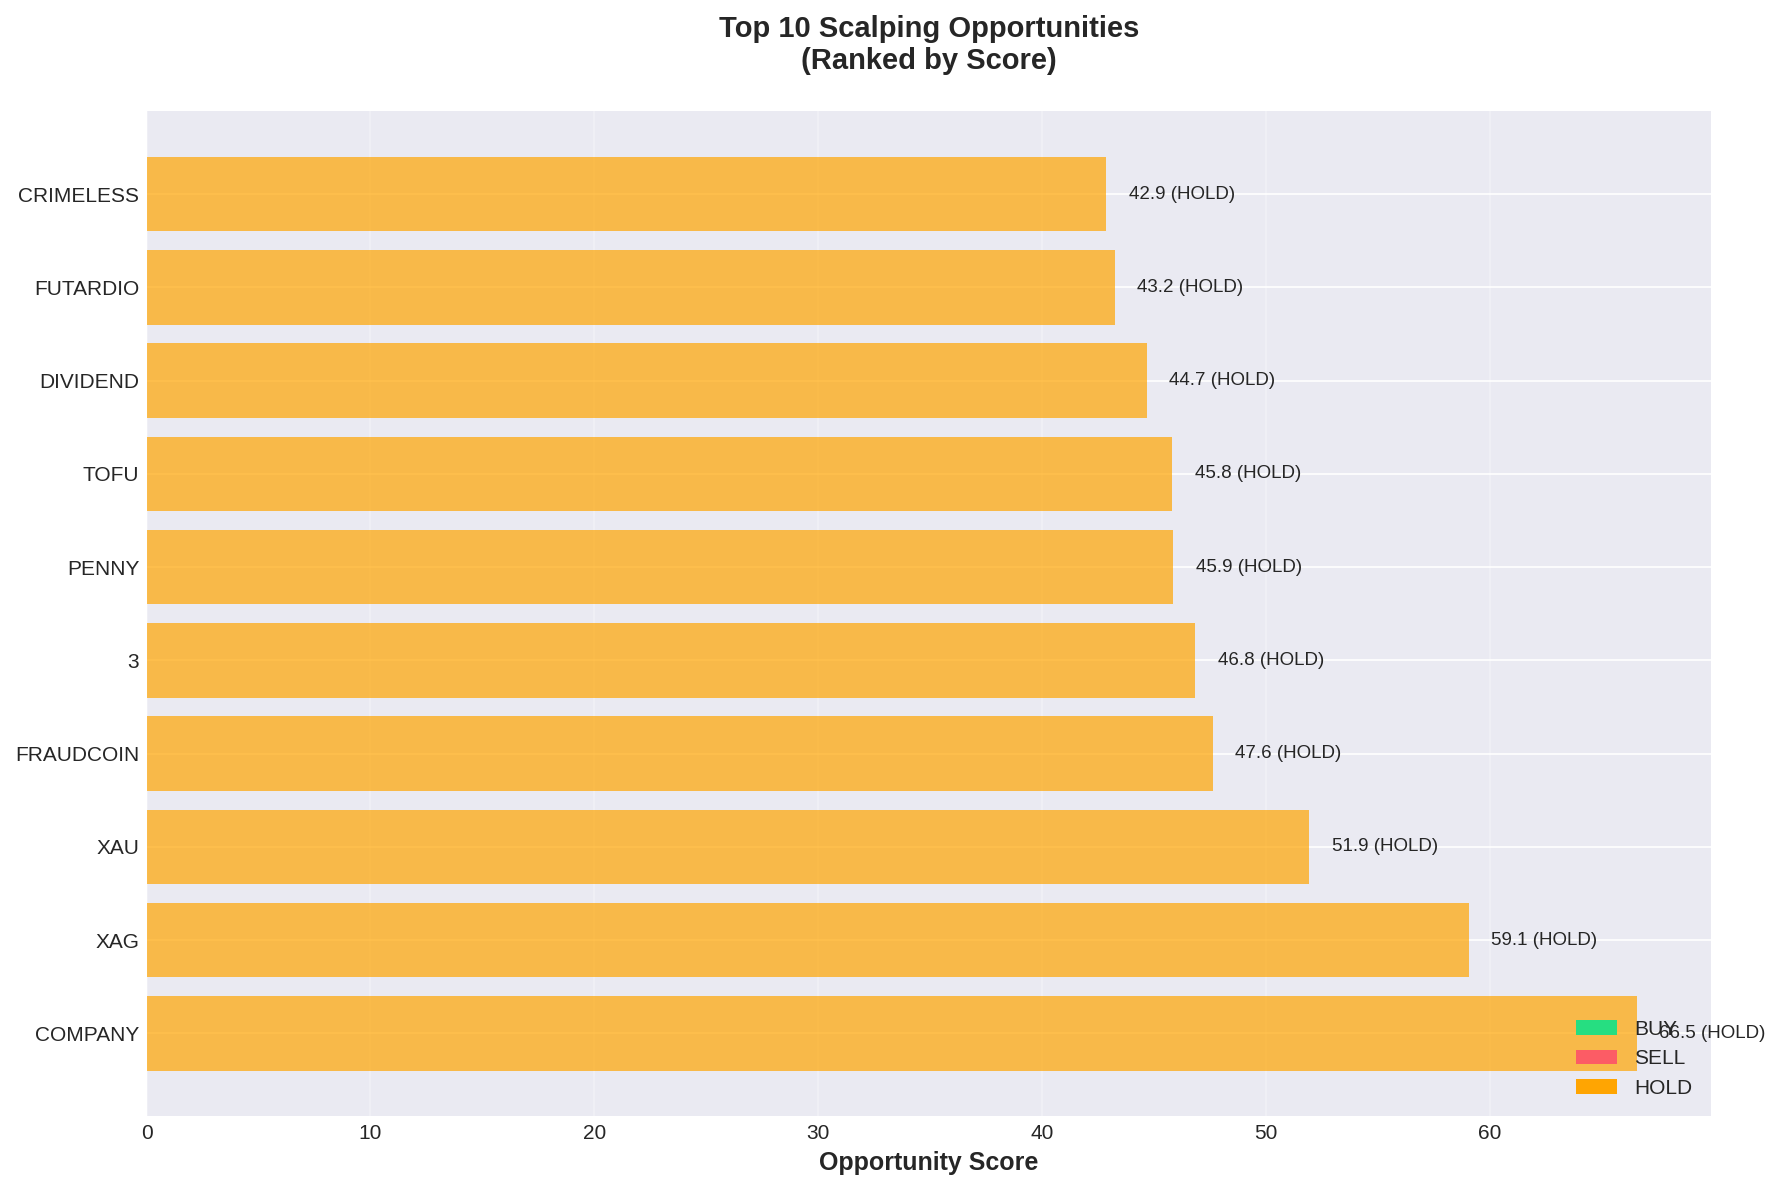 Top 10 Scalping Opportunities
(Ranked by Score)
CRIMELESS
42.9 (HOLD)
FUTARDIO
43.2 (HOLD)
DIVIDEND
44.7 (HOLD)
TOFU
45.8 (HOLD)
PENNY
45.9 (HOLD)
3
46.8 (HOLD)
FRAUDCOIN
47.6 (HOLD)
XAU
51.9 (HOLD)
XAG
59.1 (HOLD)
COMPANY
66.5 (HOLD)
BUY
SELL
HOLD
0 10 20 30 40 50 60
Opportunity Score